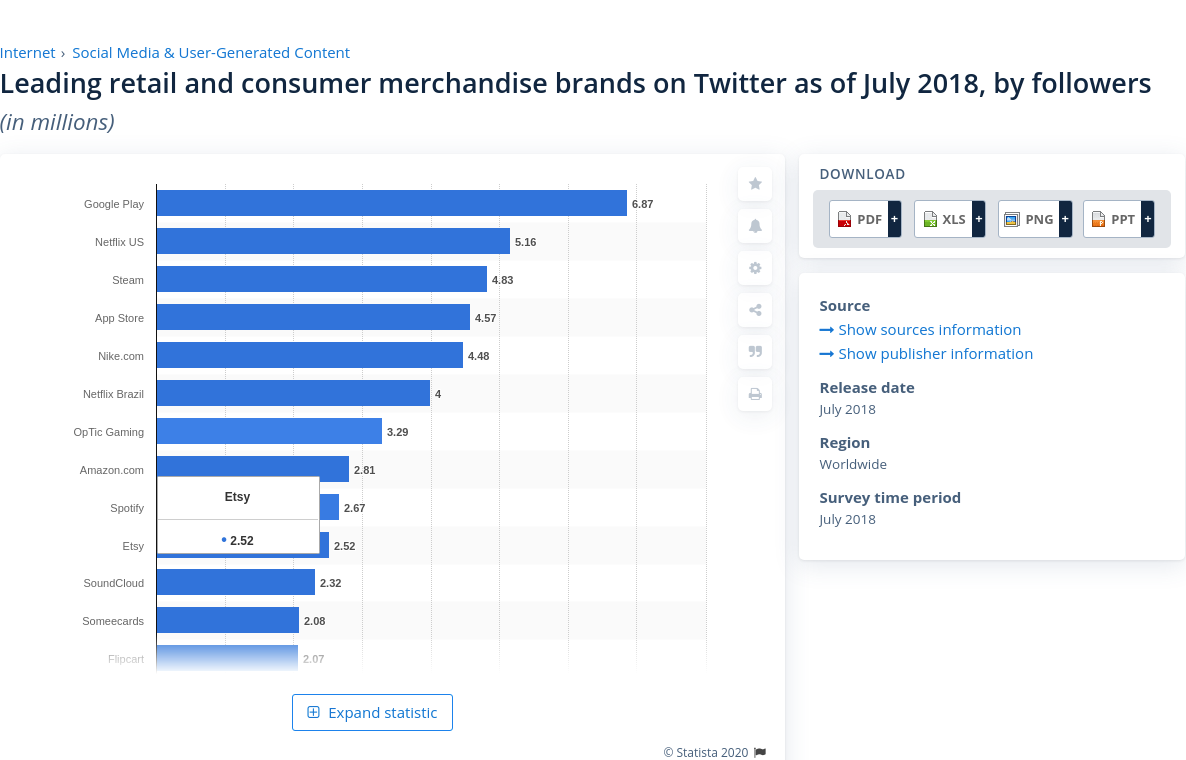 Internet › Social Media & User-Generated Content
Leading retail and consumer merchandise brands on Twitter as of July 2018, by followers
(in millions)
Google Play 6.87
Netflix US 5.16
Steam 4.83
App Store 4.57
Nike.com 4.48
Netflix Brazil 4
OpTic Gaming 3.29
Amazon.com 2.81
Etsy
Spotify 2.67
• 2.52
Etsy 2.52
SoundCloud 2.32
Someecards 2.08
Flipcart 2.07
Expand statistic
© Statista 2020
DOWNLOAD
PDF + XLS + PNG + PPT +
Source
Show sources information
Show publisher information
Release date
July 2018
Region
Worldwide
Survey time period
July 2018